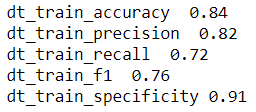 dt_train_accuracy  0.84
dt_train_precision  0.82
dt_train_recall  0.72
dt_train_f1  0.76
dt_train_specificity 0.91